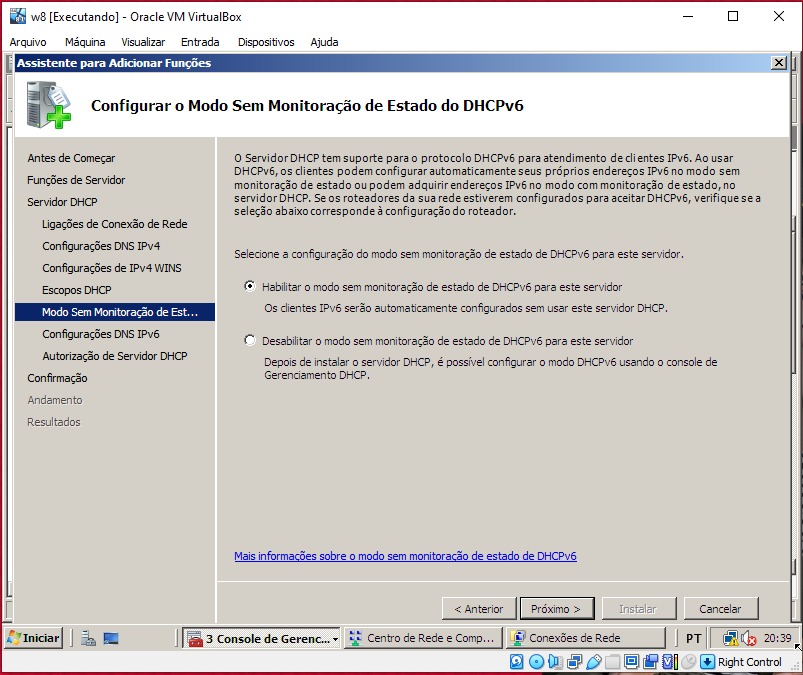 w8 [Executando] - Oracle VM VirtualBox
Arquivo Máquina Visualizar Entrada Dispositivos Ajuda
Assistente para Adicionar Funções
Configurar o Modo Sem Monitoração de Estado do DHCPv6
Antes de Começar
Funções de Servidor
Servidor DHCP
Ligações de Conexão de Rede
Configurações DNS IPv4
Configurações de IPv4 WINS
Escopos DHCP
Modo Sem Monitoração de Est...
Configurações DNS IPv6
Autorização de Servidor DHCP
Confirmação
Andamento
Resultados
O Servidor DHCP tem suporte para o protocolo DHCPv6 para atendimento de clientes IPv6. Ao usar
DHCPv6, os clientes podem configurar automaticamente seus próprios endereços IPv6 no modo sem
monitoração de estado ou podem adquirir endereços IPv6 no modo com monitoração de estado, no
servidor DHCP. Se os roteadores da sua rede estiverem configurados para aceitar DHCPv6, verifique se a
seleção abaixo corresponde à configuração do roteador.
Selecione a configuração do modo sem monitoração de estado de DHCPv6 para este servidor.
Habilitar o modo sem monitoração de estado de DHCPv6 para este servidor
Os clientes IPv6 serão automaticamente configurados sem usar este servidor DHCP.
Desabilitar o modo sem monitoração de estado de DHCPv6 para este servidor
Depois de instalar o servidor DHCP, é possível configurar o modo DHCPv6 usando o console de
Gerenciamento DHCP.
Mais informações sobre o modo sem monitoração de estado de DHCPv6
< Anterior Próximo > Instalar Cancelar
Iniciar 3 Console de Gerenc... Centro de Rede e Comp... Conexões de Rede PT 20:39
Right Control